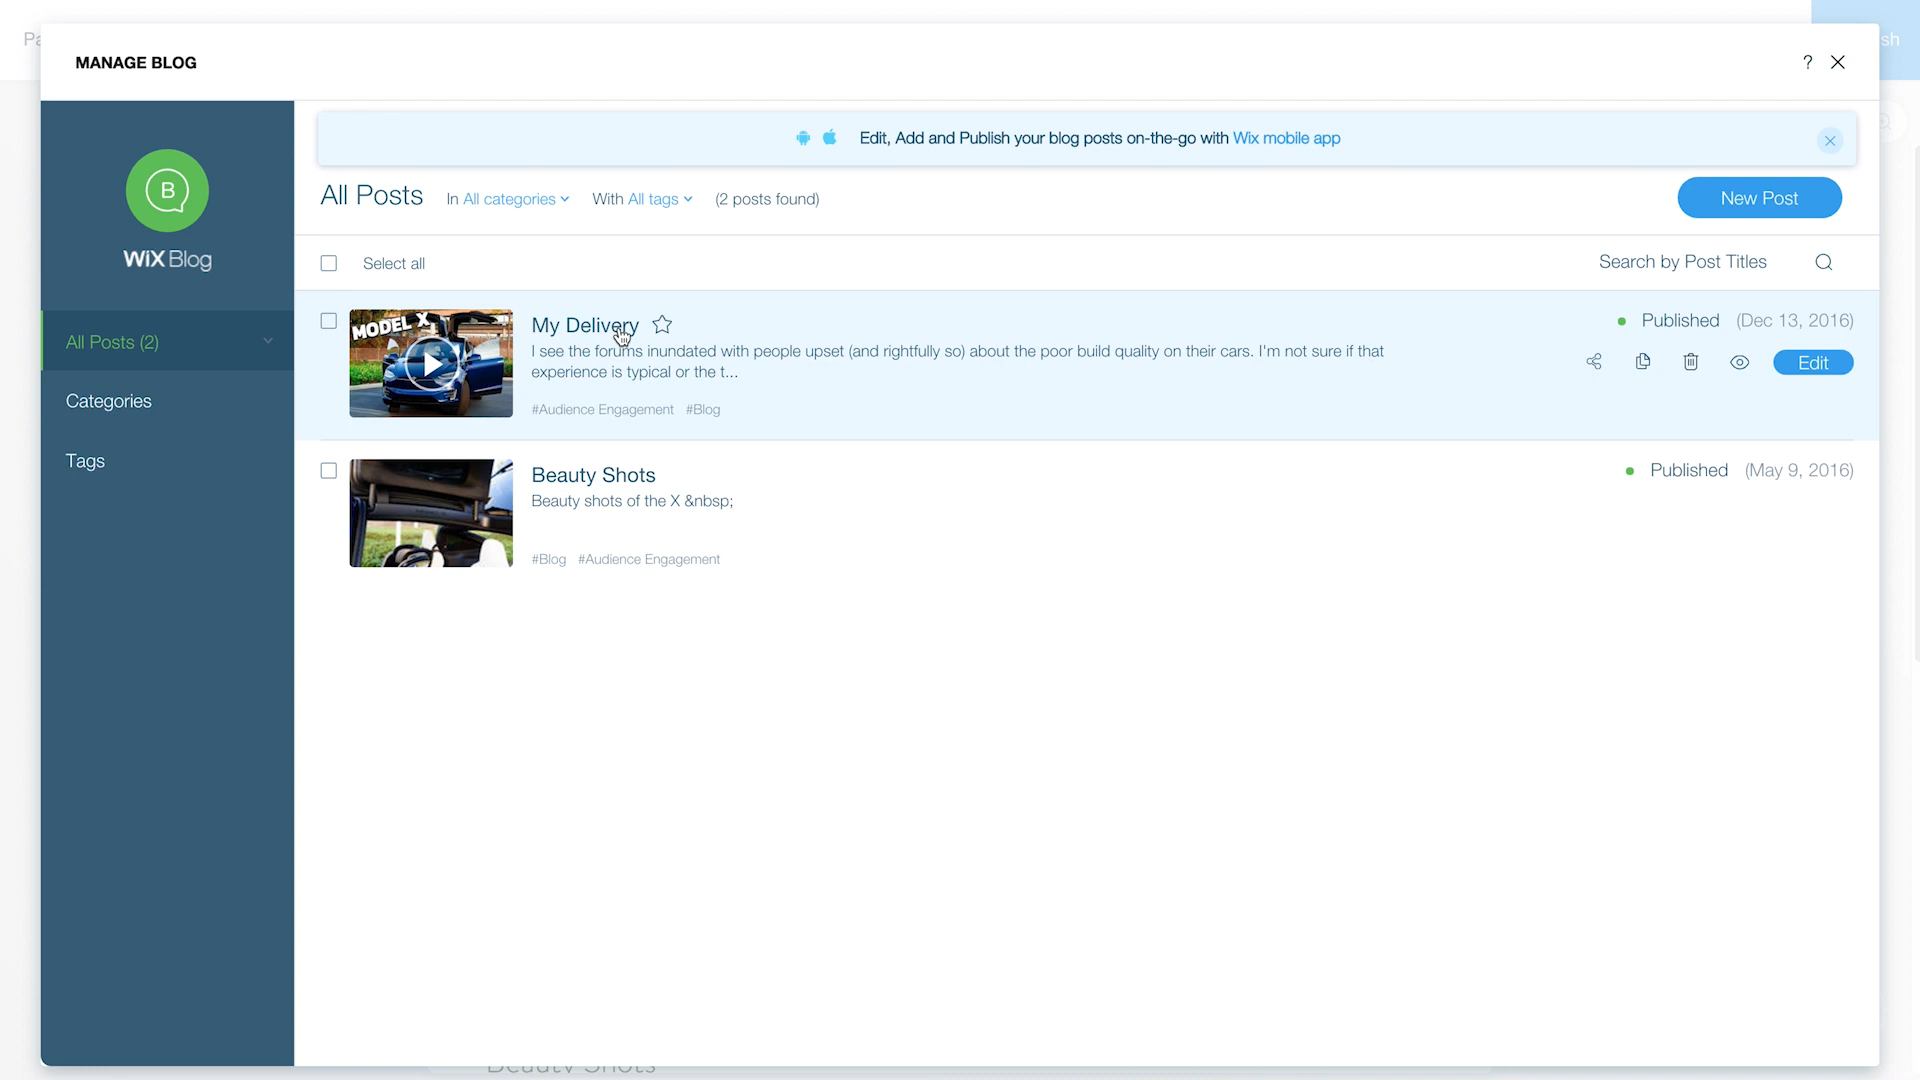 Pa
sh
MANAGE BLOG
?
Edit, Add and Publish your blog posts on-the-go with Wix mobile app
B
WiX Blog
All Posts In All categories With All tags (2 posts found)
New Post
Select all
Search by Post Titles
All Posts (2)
Categories
Tags
MODEL X
My Delivery
I see the forums inundated with people upset (and rightfully so) about the poor build quality on their cars. I'm not sure if that
experience is typical or the t...
#Audience Engagement #Blog
Published (Dec 13, 2016)
Edit
Beauty Shots
Beauty shots of the X &nbsp;
#Blog #Audience Engagement
Published (May 9, 2016)
Beauty Shots